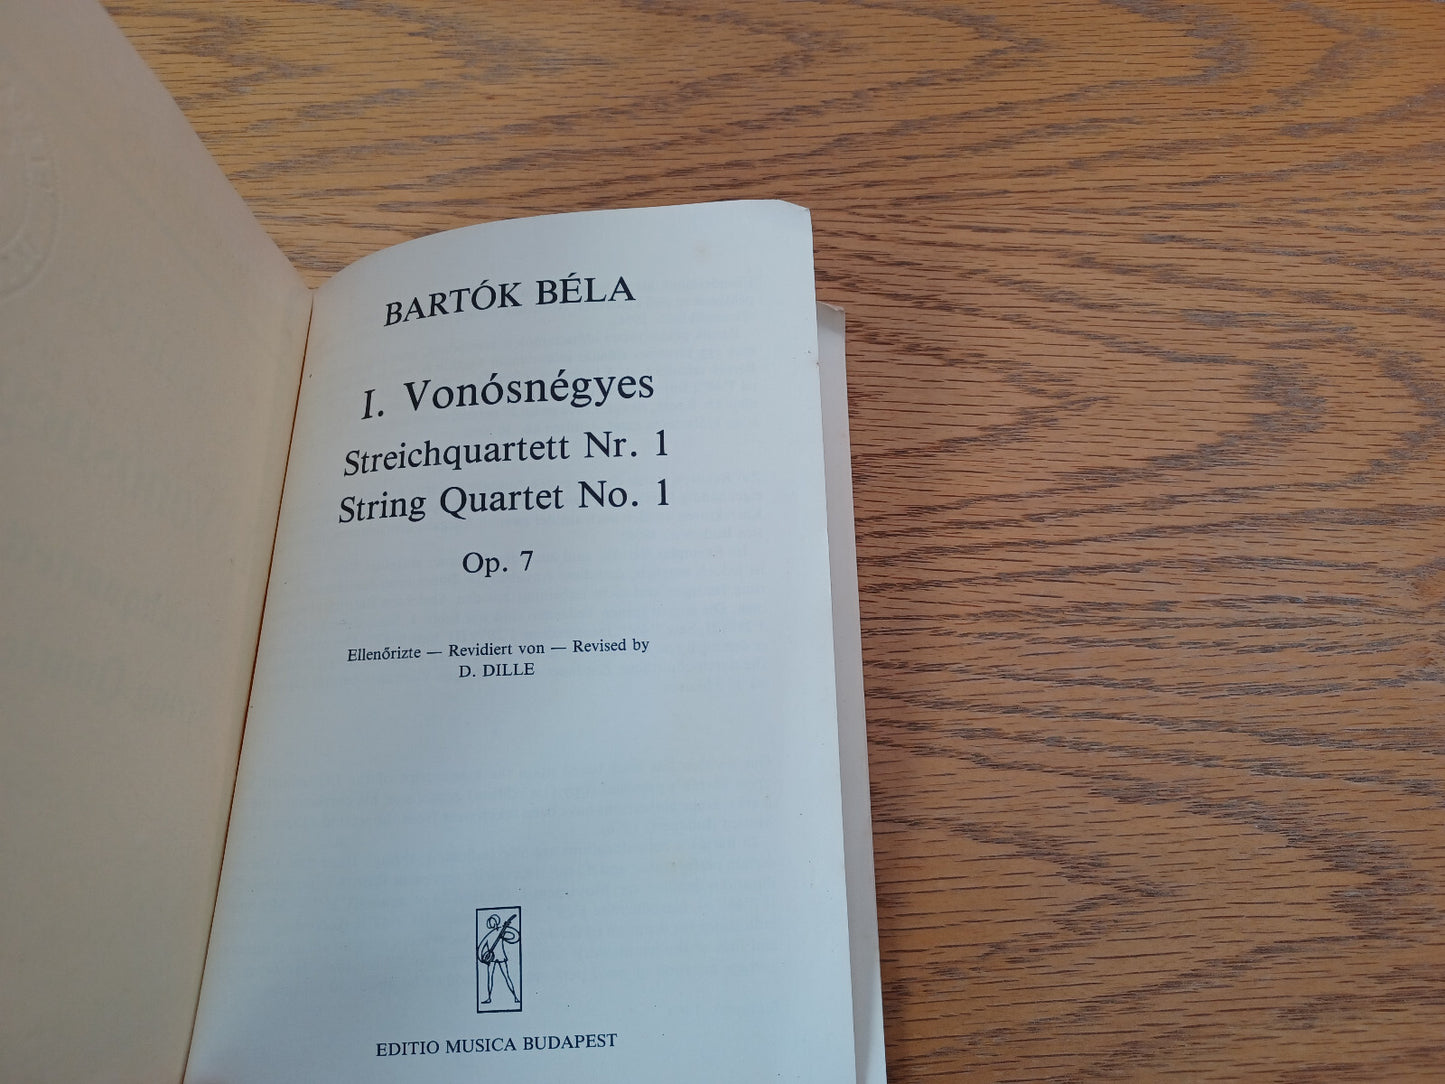 BARTÓK BÉLA
I. Vonósnégyes
Streichquartett Nr. 1
String Quartet No. 1
Op. 7
Ellenőrizte — Revidiert von — Revised by
D. DILLE
EDITIO MUSICA BUDAPEST